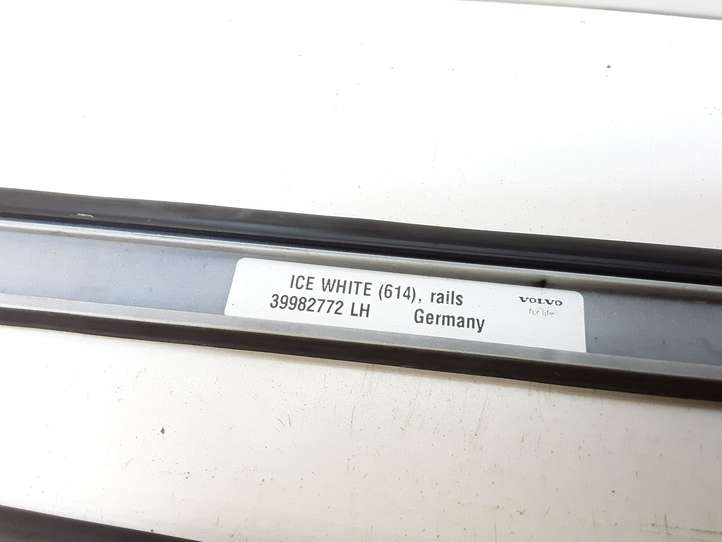 ICE WHITE (614), rails
39982772 LH Germany
VOLVO
for life